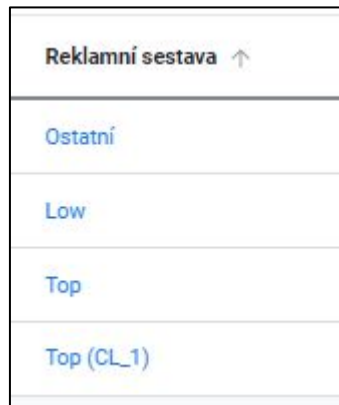 Reklamní sestava ↑
Ostatní
Low
Top
Top (CL_1)